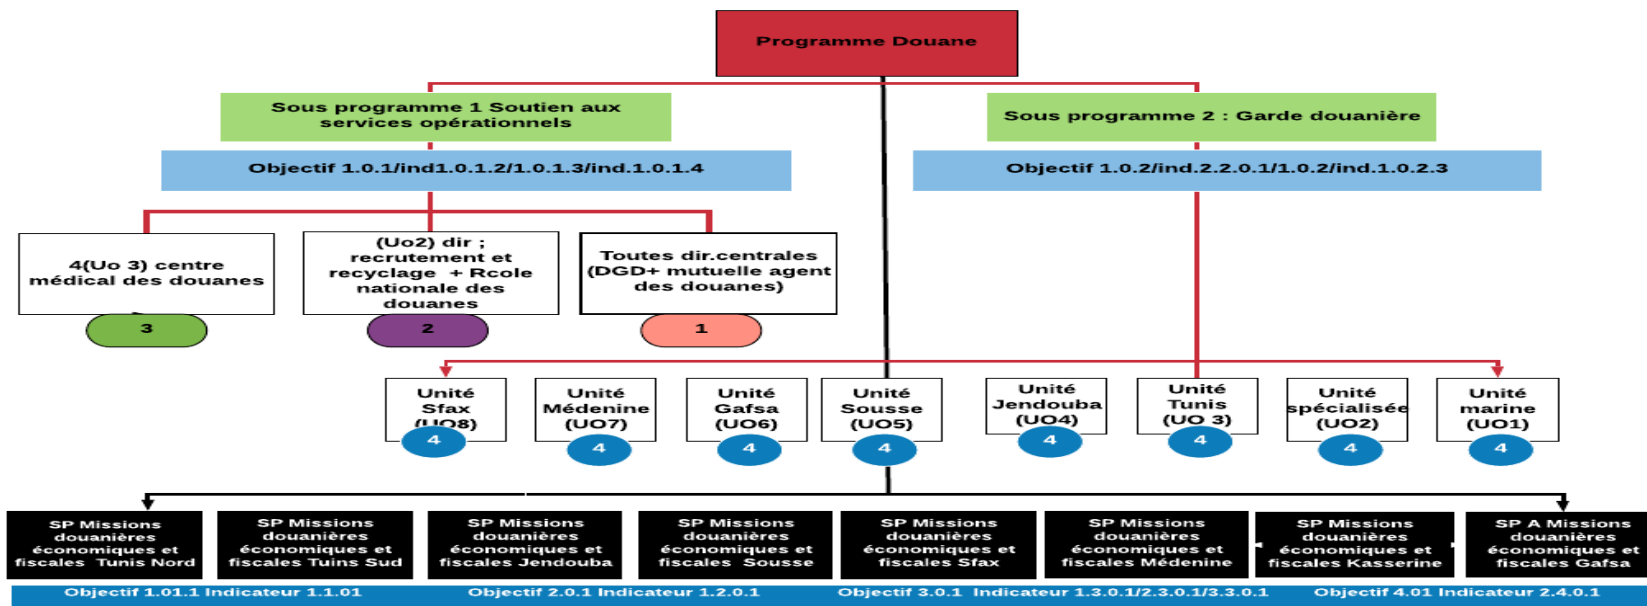 Programme Douane
Sous programme 1 Soutien aux
services opérationnels
Sous programme 2 : Garde douanière
Objectif 1.0.1/ind1.0.1.2/1.0.1.3/ind.1.0.1.4
Objectif 1.0.2/ind.2.2.0.1/1.0.2/ind.1.0.2.3
4(Uo 3) centre
médical des douanes
3
(Uo2) dir ;
recrutement et
recyclage + Rcole
nationale des
douanes
2
Toutes dir.centrales
(DGD+ mutuelle agent
des douanes)
1
Unité
Sfax
(UO8)
4
Unité
Médenine
(UO7)
4
Unité
Gafsa
(UO6)
4
Unité
Sousse
(UO5)
4
Unité
Jendouba
(UO4)
4
Unité
Tunis
(UO 3)
4
Unité
spécialisée
(UO2)
4
Unité
marine
(UO1)
4
SP Missions
douanières
économiques et
fiscales Tunis Nord
SP Missions
douanières
économiques et
fiscales Tuins Sud
SP Missions
douanières
économiques et
fiscales Jendouba
SP Missions
douanières
économiques et
fiscales Sousse
SP Missions
douanières
économiques et
fiscales Sfax
SP Missions
douanières
économiques et
fiscales Médenine
SP Missions
douanières
économiques et
fiscales Kasserine
SP A Missions
douanières
économiques et
fiscales Gafsa
Objectif 1.01.1 Indicateur 1.1.01
Objectif 2.0.1 Indicateur 1.2.0.1
Objectif 3.0.1 Indicateur 1.3.0.1/2.3.0.1/3.3.0.1
Objectif 4.01 Indicateur 2.4.0.1